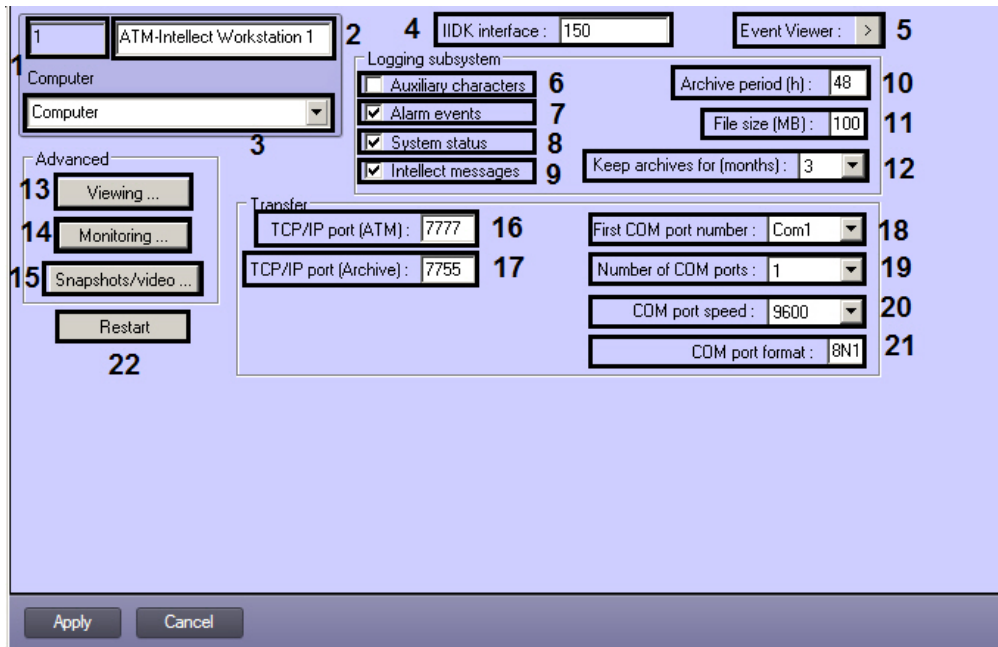 1 ATM-Intellect Workstation 1 2 4 IIDK interface : 150 Event Viewer : > 5
1 Computer
Computer
3
Logging subsystem
Auxiliary characters 6 Archive period (h) : 48 10
Alarm events 7 File size (MB) : 100 11
System status 8
Intellect messages 9 Keep archives for (months) : 3 12
Advanced
13 Viewing ...
14 Monitoring ...
15 Snapshots/video ...
Restart
22
Transfer
TCP/IP port (ATM) : 7777 16 First COM port number : Com1 18
TCP/IP port (Archive) : 7755 17 Number of COM ports : 1 19
COM port speed : 9600 20
COM port format : 8N1 21
Apply Cancel